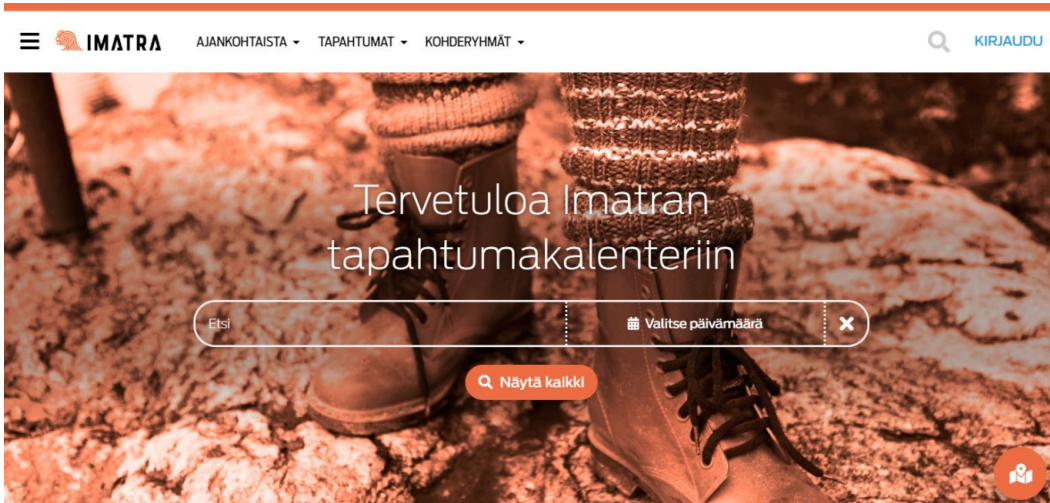 IMATRA
AJANKOHTAISTA
TAPAHTUMAT
KOHDERYHMÄT
KIRJAUDU
Tervetuloa Imatran
tapahtumakalenteriin
Etsi
Valitse päivämäärä
Näytä kaikki